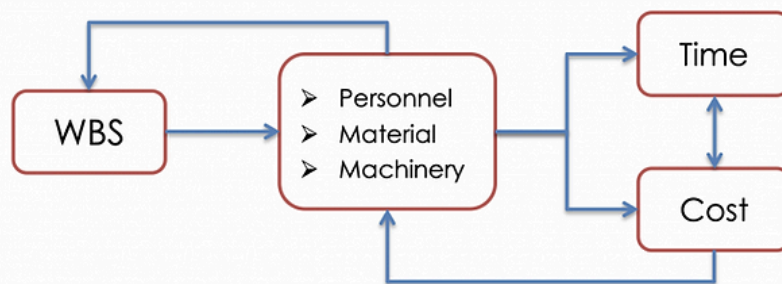 WBS
➢ Personnel
➢ Material
➢ Machinery
Time
Cost